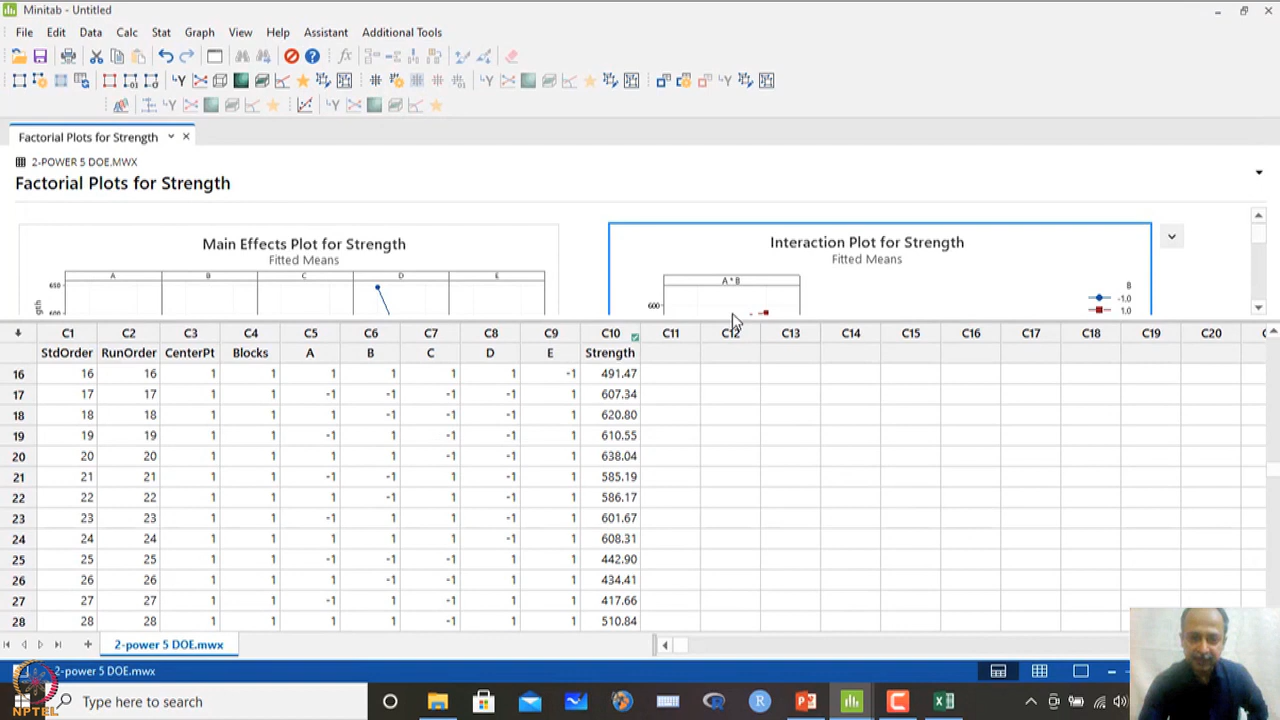 Minitab - Untitled
File Edit Data Calc Stat Graph View Help Assistant Additional Tools
Factorial Plots for Strength
2-POWER 5 DOE.MWX
Factorial Plots for Strength
Main Effects Plot for Strength
Fitted Means
A B C D E
650
600
Interaction Plot for Strength
Fitted Means
A * B
600
B
-1.0
1.0
C1 C2 C3 C4 C5 C6 C7 C8 C9 C10 C11 C12 C13 C14 C15 C16 C17 C18 C19 C20
StdOrder RunOrder CenterPt Blocks A B C D E Strength
16 16 16 1 1 1 1 1 1 -1 491.47
17 17 17 1 1 -1 -1 -1 -1 1 607.34
18 18 18 1 1 1 -1 -1 -1 1 620.80
19 19 19 1 1 -1 1 -1 -1 1 610.55
20 20 20 1 1 1 1 -1 -1 1 638.04
21 21 21 1 1 -1 -1 1 -1 1 585.19
22 22 22 1 1 1 -1 1 -1 1 586.17
23 23 23 1 1 -1 1 1 -1 1 601.67
24 24 24 1 1 1 1 1 -1 1 608.31
25 25 25 1 1 -1 -1 -1 1 1 442.90
26 26 26 1 1 1 -1 -1 1 1 434.41
27 27 27 1 1 -1 1 -1 1 1 417.66
28 28 28 1 1 1 1 -1 1 1 510.84
2-power 5 DOE.mwx
2-power 5 DOE.mwx
Type here to search
NPTEL